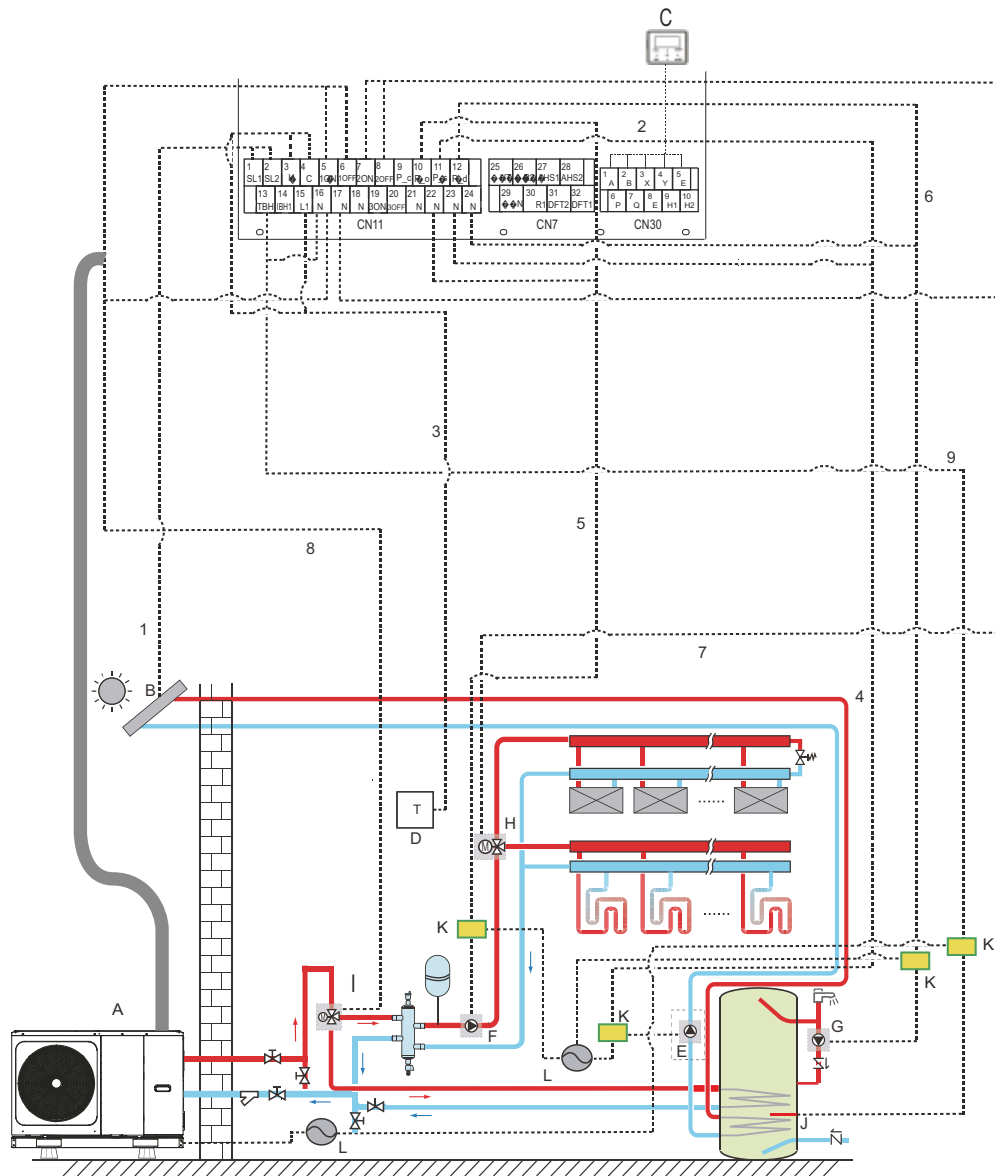 C
2
1 2 3 4 5 6 7 8 9 10 11 12
SL1 SL2 C 1OFF 2ON 2OFF P_c
13 14 15 16 17 18 19 20 21 22 23 24
TBH IBH1 L1 N N N 3ON 3OFF N N N N
CN11
25 26 27 28
AHS1 AHS2
29 30 31 32
N R1 DFT2 DFT1
CN7
1 2 3 4 5
A B X Y E
6 7 8 9 10
P Q E H1 H2
CN30
6
3
9
5
8
1
7
B
4
T
D
H
M
K
K
A
I
K
M
K
G
F
E
L
J
L